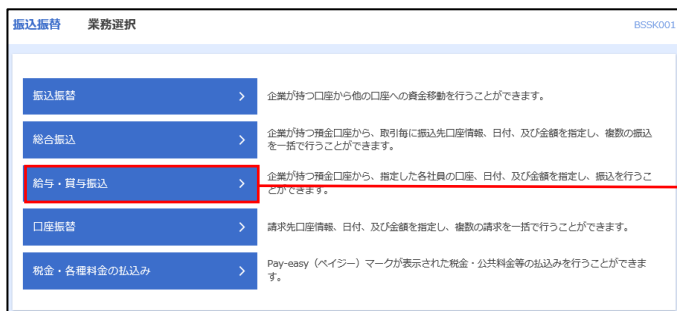 振込振替 業務選択 BSSK001
振込振替 企業が持つ口座から他の口座への資金移動を行うことができます。
総合振込 企業が持つ預金口座から、取引毎に振込先口座情報、日付、及び金額を指定し、複数の振込
を一括で行うことができます。
給与・賞与振込 企業が持つ預金口座から、指定した各社員の口座、日付、及び金額を指定し、振込を行うこ
とができます。
口座振替 請求先口座情報、日付、及び金額を指定し、複数の請求を一括で行うことができます。
税金・各種料金の払込み Pay-easy（ペイジー）マークが表示された税金・公共料金等の払込みを行うことができま
す。